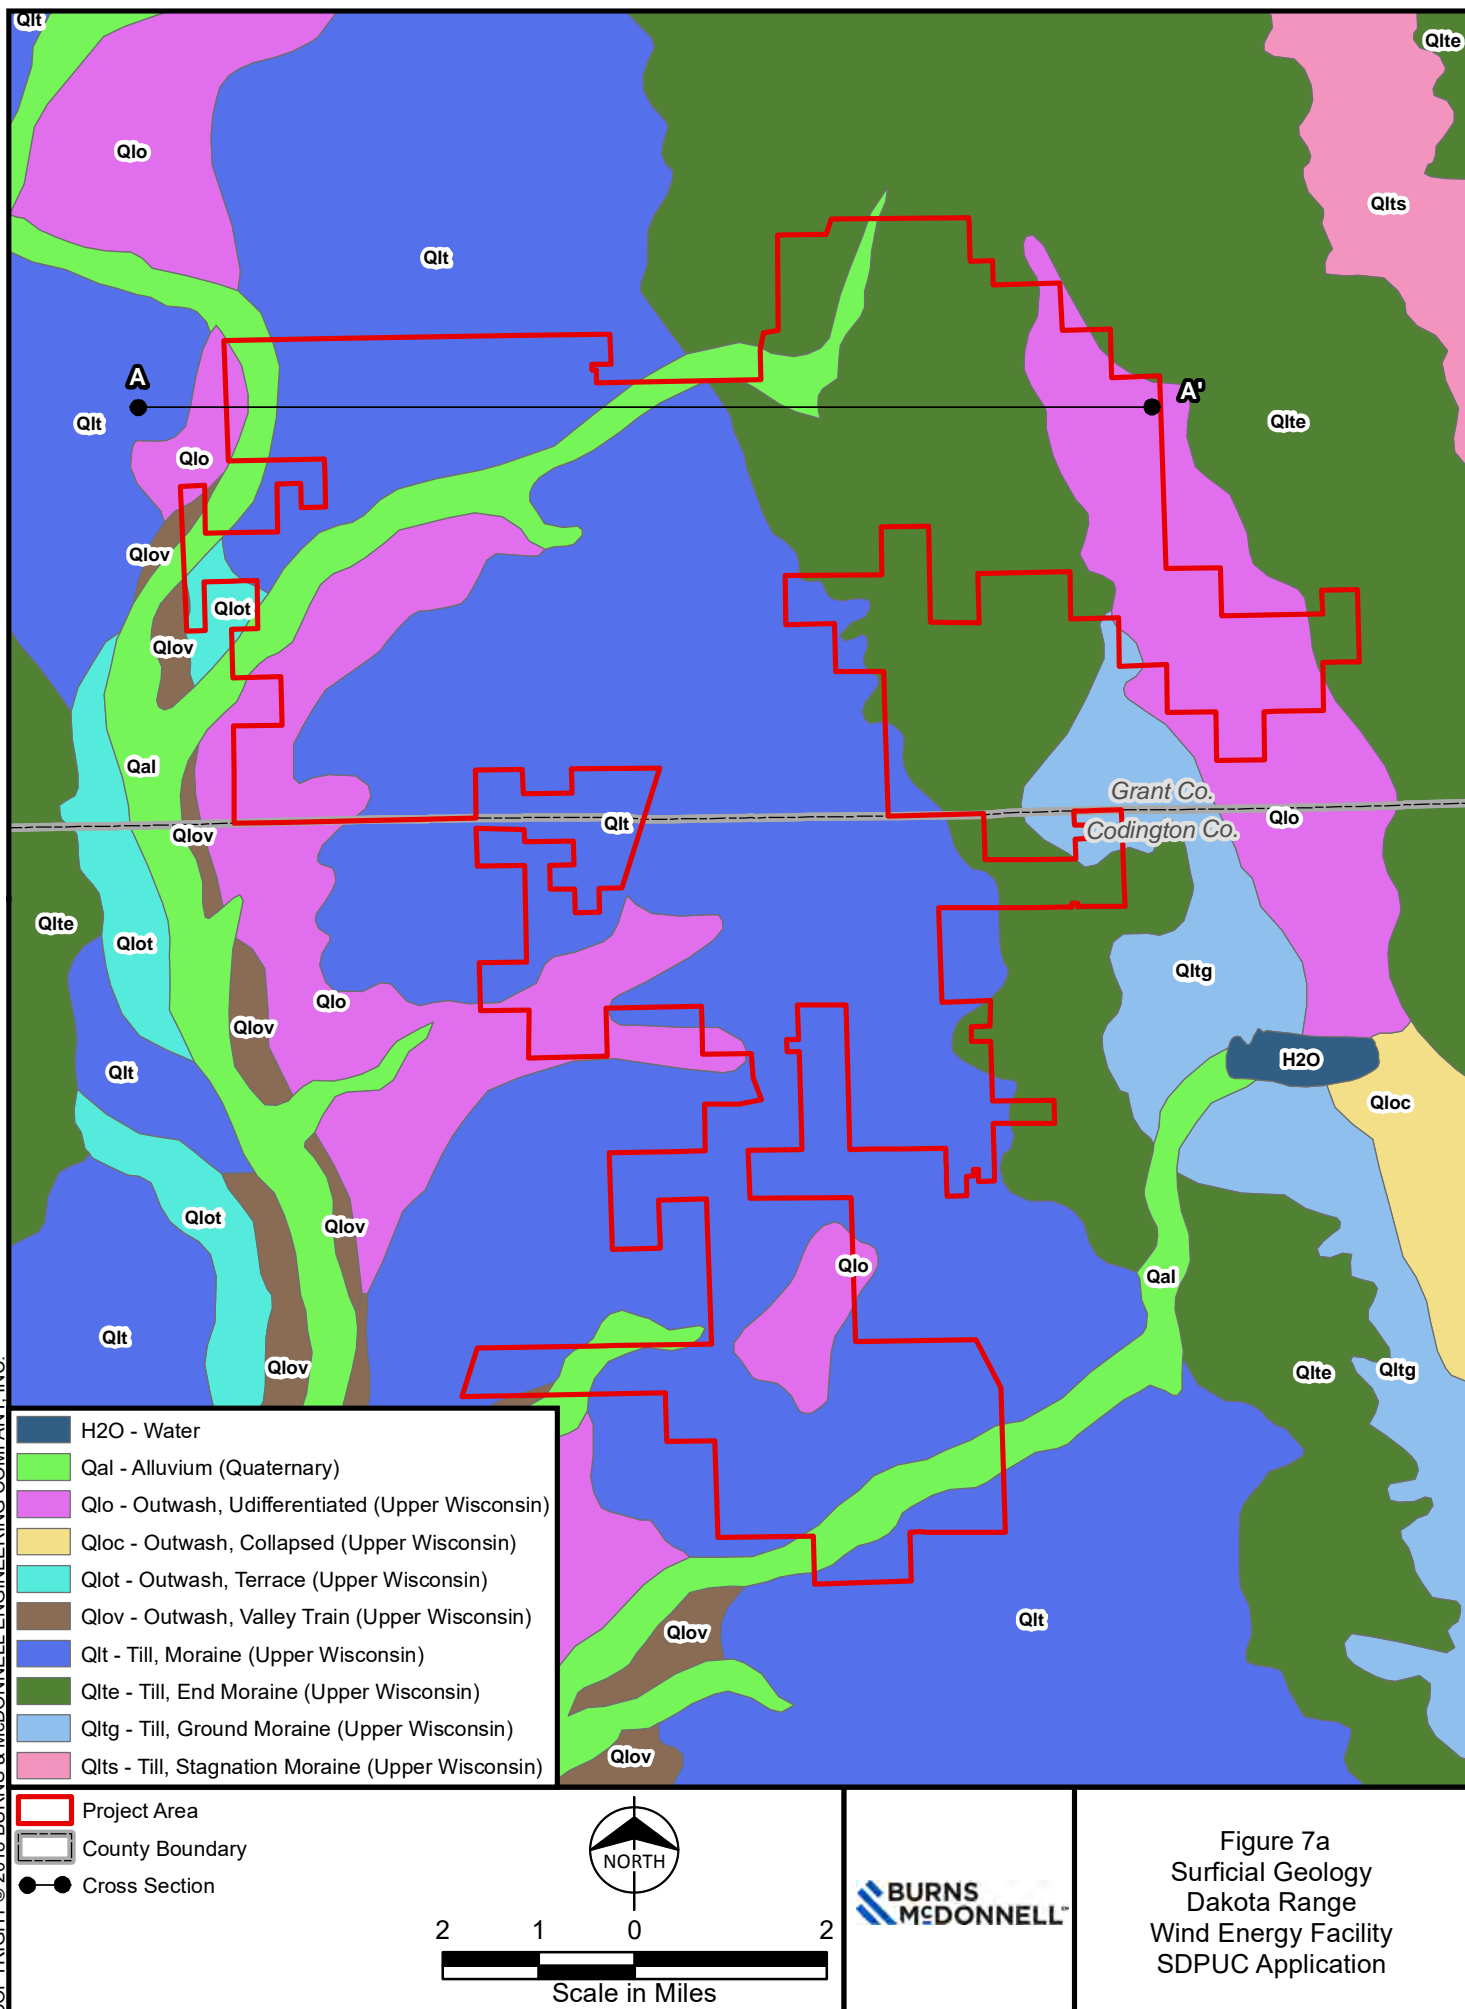 Qlt
Qlte
Qlo
Qlts
Qlt
A
A'
Qlt
Qlte
Qlo
Qlov
Qlot
Qlov
Qal
Grant Co.
Qlo
Qlt
Codington Co.
Qlov
Qlte
Qlot
Qltg
Qlo
Qlov
H2O
Qlt
Qloc
Qlot
Qlov
Qlo
Qal
Qlt
Qlov
Qlte
Qltg
Qlt
Qlov
Qlov
H2O - Water
Qal - Alluvium (Quaternary)
Qlo - Outwash, Udifferentiated (Upper Wisconsin)
Qloc - Outwash, Collapsed (Upper Wisconsin)
Qlot - Outwash, Terrace (Upper Wisconsin)
Qlov - Outwash, Valley Train (Upper Wisconsin)
Qlt - Till, Moraine (Upper Wisconsin)
Qlte - Till, End Moraine (Upper Wisconsin)
Qltg - Till, Ground Moraine (Upper Wisconsin)
Qlts - Till, Stagnation Moraine (Upper Wisconsin)
Project Area
County Boundary
Cross Section
NORTH
2 1 0 2
Scale in Miles
BURNS
McDONNELL
Figure 7a
Surficial Geology
Dakota Range
Wind Energy Facility
SDPUC Application